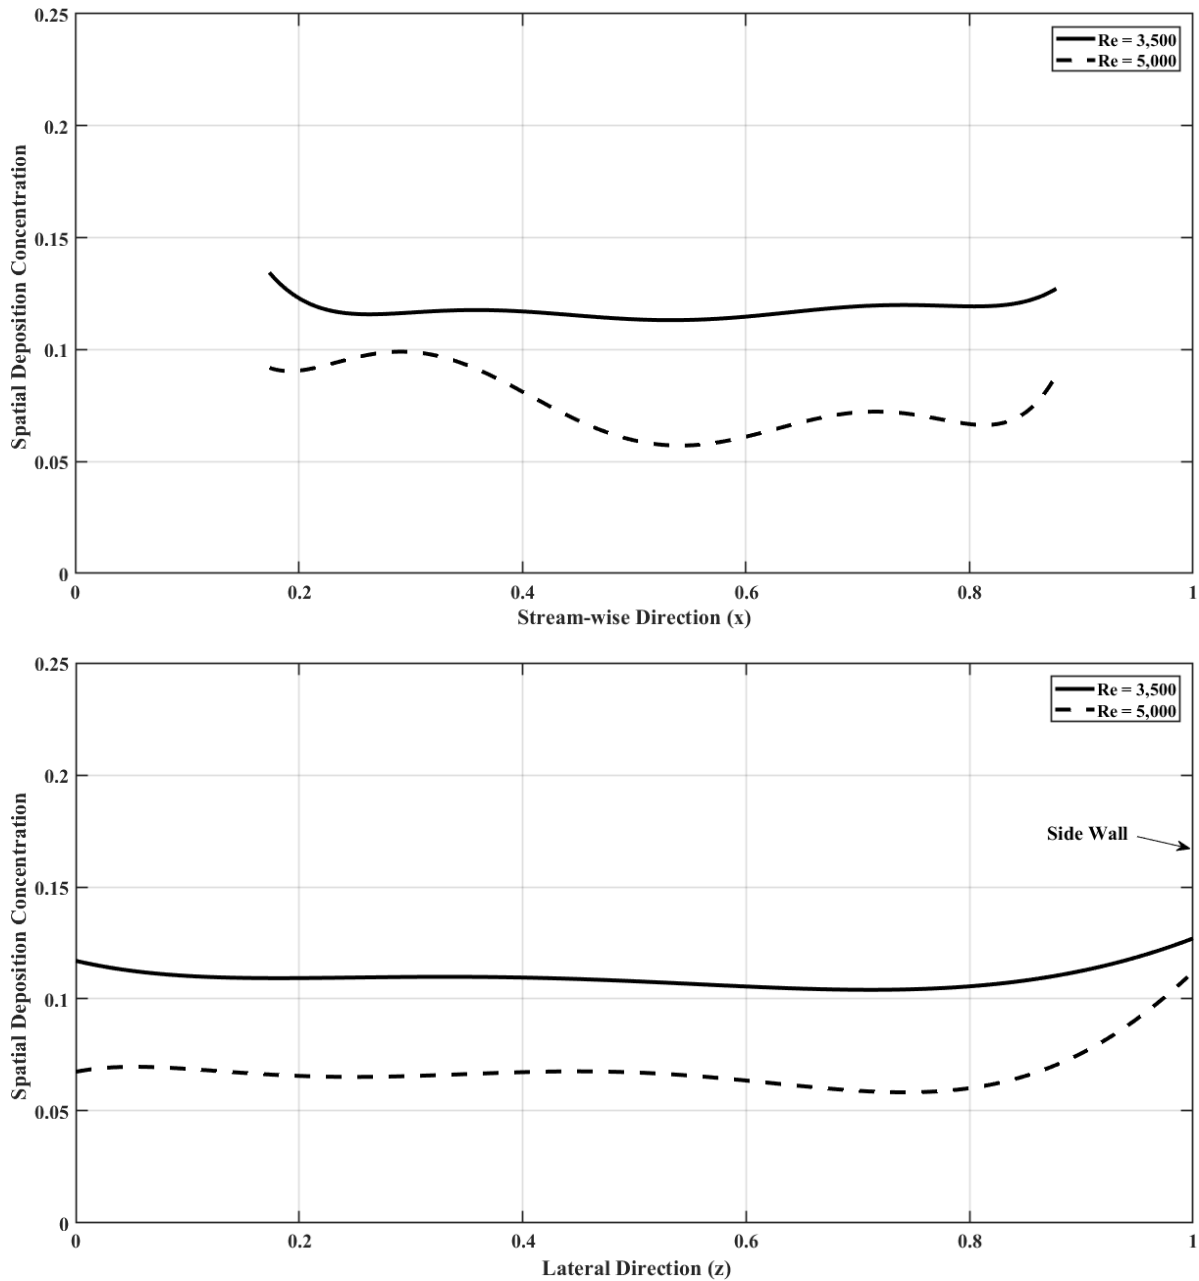 0.25
0.2
0.15
0.1
0.05
0
Spatial Deposition Concentration
Re = 3,500
Re = 5,000
0 0.2 0.4 0.6 0.8 1
Stream-wise Direction (x)
0.25
0.2
0.15
0.1
0.05
0
Spatial Deposition Concentration
Re = 3,500
Re = 5,000
Side Wall
0 0.2 0.4 0.6 0.8 1
Lateral Direction (z)